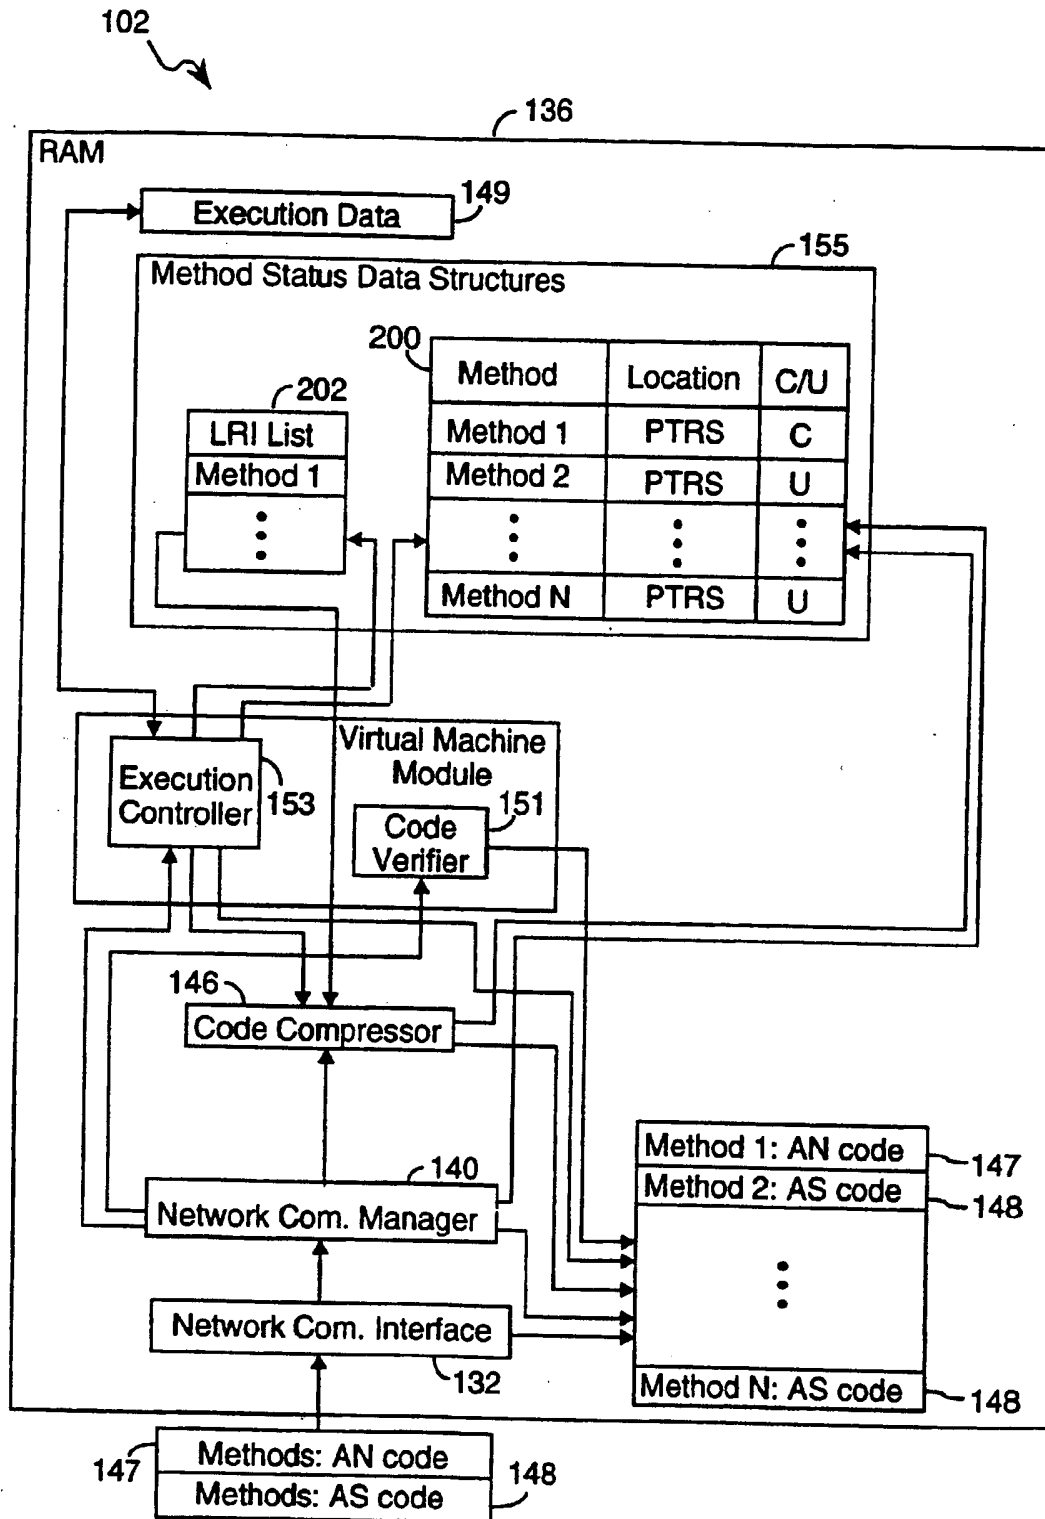 102
136
RAM
149
Execution Data
155
Method Status Data Structures
200
Method Location C/U
202
LRI List
Method 1 PTRS C
Method 1
Method 2 PTRS U
Method N PTRS U
Virtual Machine
Module
Execution
Controller
153
151
Code
Verifier
146
Code Compressor
Method 1: AN code
147
140
Method 2: AS code
148
Network Com. Manager
Network Com. Interface
132
Method N: AS code
148
147
Methods: AN code
148
Methods: AS code